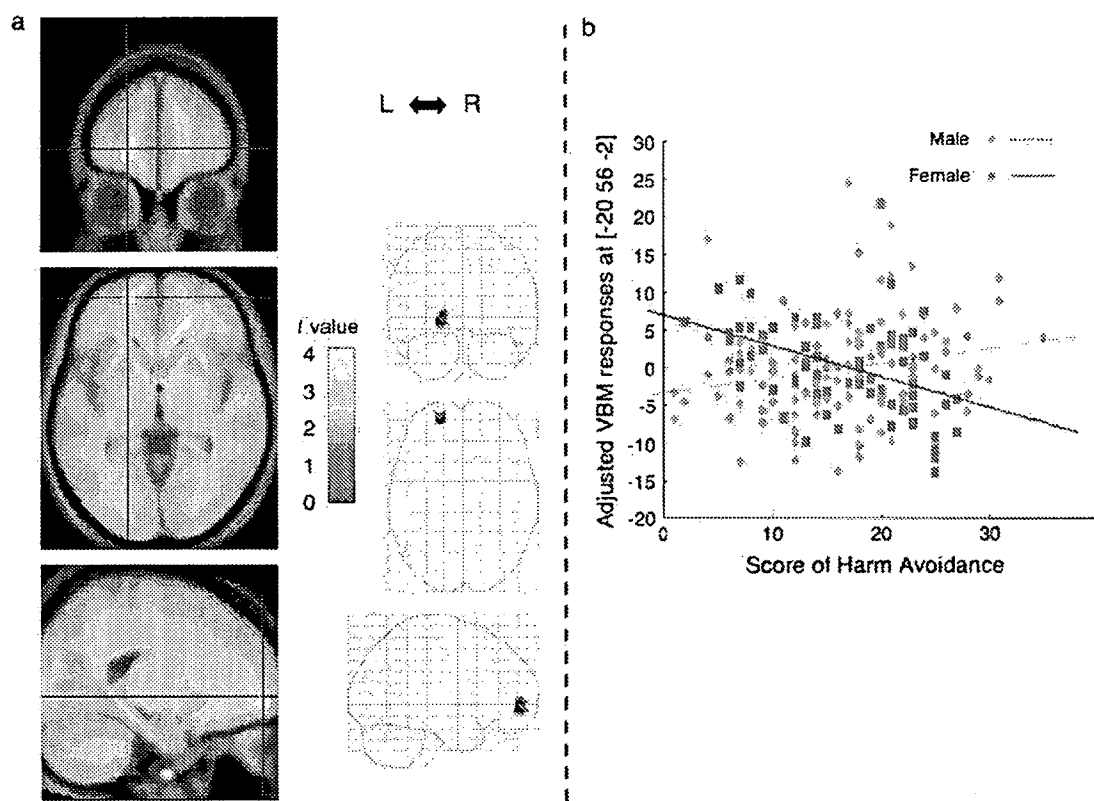 a
L R
t value
4
3
2
1
0
b
Adjusted VBM responses at [-20 56 -2]
30
25
20
15
10
5
0
-5
-10
-15
-20
0 10 20 30
Score of Harm Avoidance
Male
Female